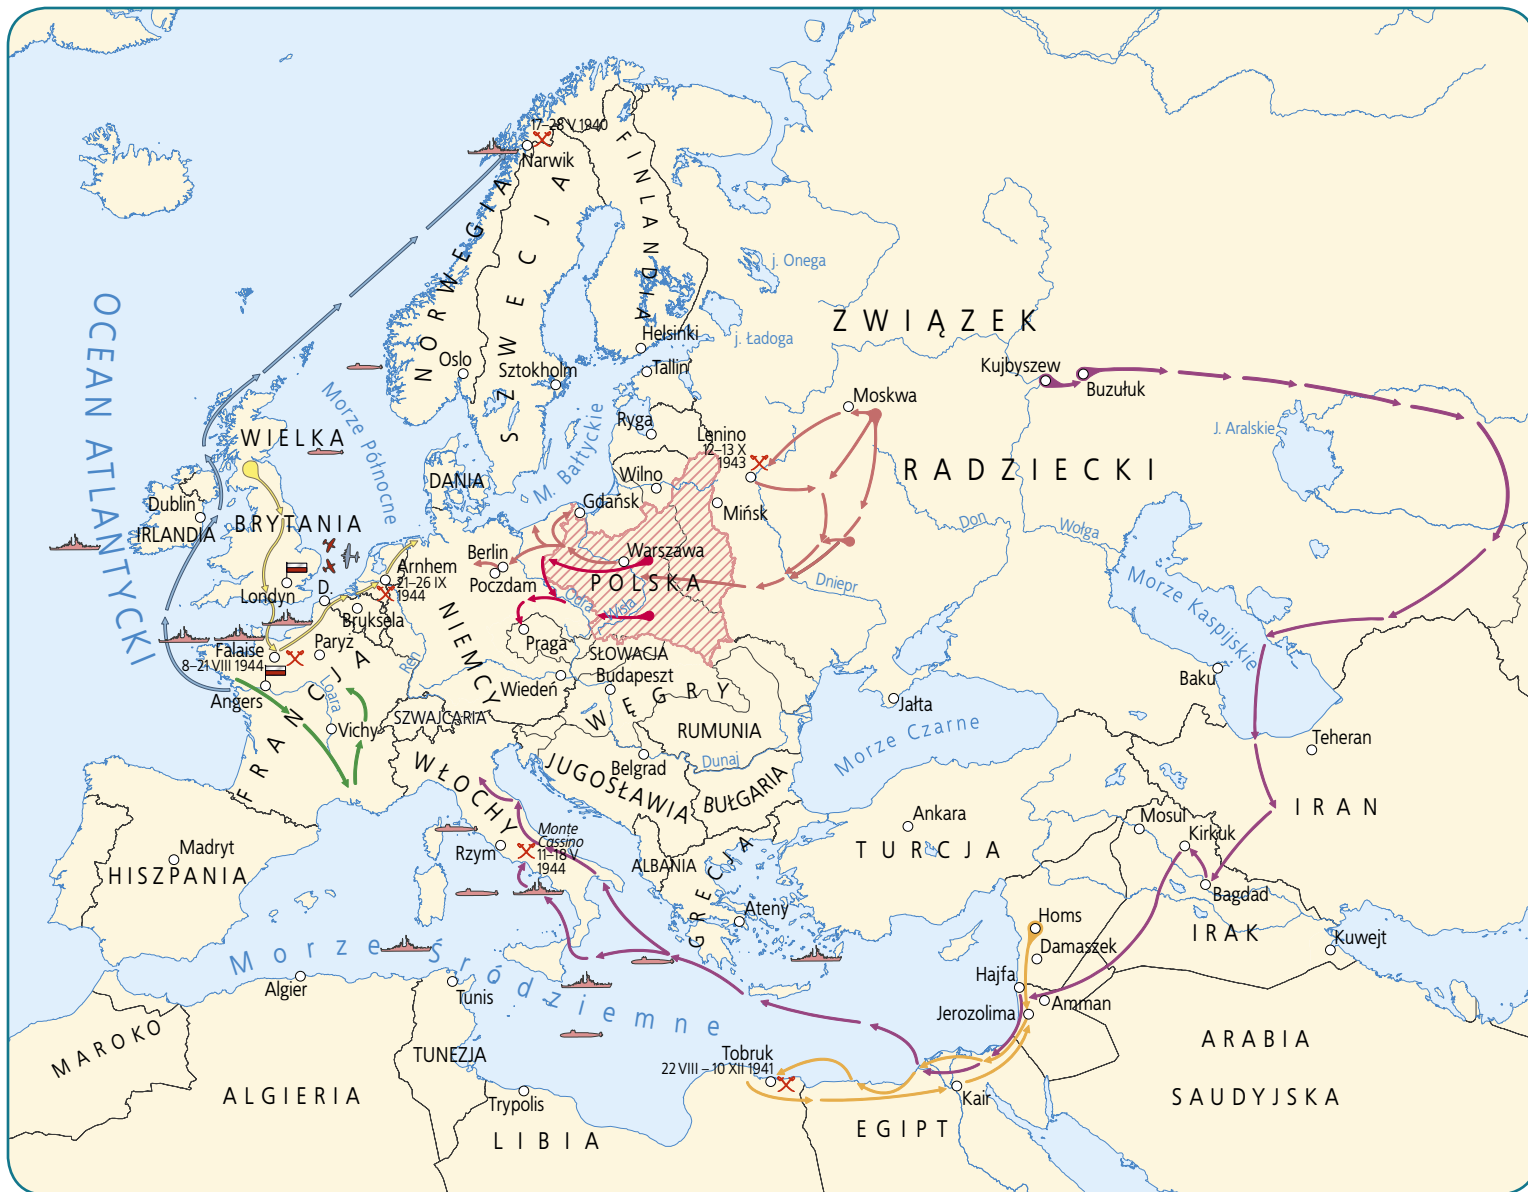 17–28 V 1940
Narwik
NORWEGIA
SZWECJA
FINLANDIA
j. Onega
j. Ładoga
OCEAN ATLANTYCKI
Morze Północne
Oslo
Sztokholm
Helsinki
Tallin
Ryga
M. Bałtyckie
ZWIĄZEK
RADZIECKI
Kujbyszew
Buzułuk
J. Aralskie
Moskwa
Lenino
12–13 X
1943
Wilno
Mińsk
Gdańsk
DANIA
WIELKA
BRYTANIA
Dublin
IRLANDIA
Londyn
D.
Arnhem
21–26 IX
1944
Bruksela
Berlin
Poczdam
Warszawa
POLSKA
Odra
Wisła
Don
Wołga
Dniepr
NIEMCY
Praga
SŁOWACJA
Budapeszt
Wiedeń
WĘGRY
Falaise
8–21 VIII 1944
Paryż
Angers
Loara
Ren
Vichy
FRANCJA
SZWAJCARIA
WŁOCHY
JUGOSŁAWIA
Belgrad
RUMUNIA
Dunaj
BUŁGARIA
Jałta
Morze Czarne
Morze Kaspijskie
Baku
Teheran
IRAN
Ankara
TURCJA
Mosul
Kirkuk
Bagdad
IRAK
Kuwejt
Madryt
HISZPANIA
Rzym
Monte
Cassino
11–18 V
1944
ALBANIA
GRECJA
Ateny
Homs
Damaszek
Hajfa
Amman
Jerozolima
Morze Śródziemne
Algier
Tunis
MAROKO
ALGIERIA
TUNEZJA
Trypolis
LIBIA
Tobruk
22 VIII – 10 XII 1941
Kair
EGIPT
ARABIA
SAUDYJSKA